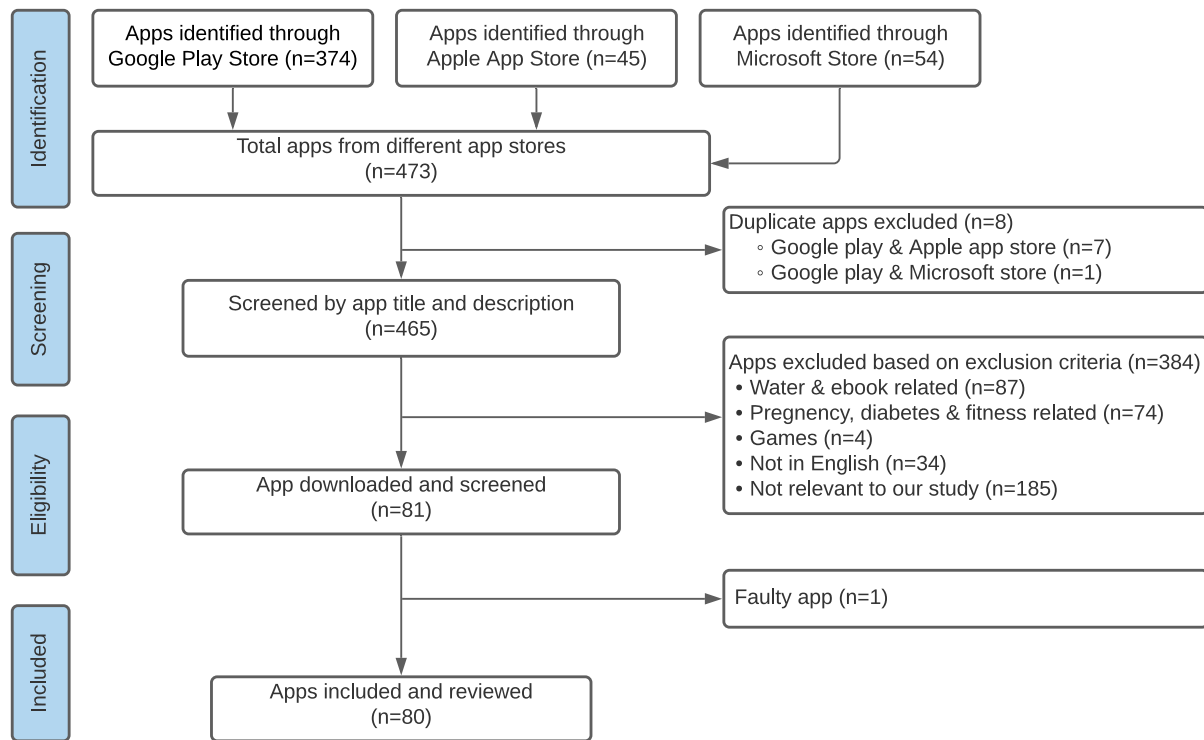 Identification
Apps identified through
Google Play Store (n=374)
Apps identified through
Apple App Store (n=45)
Apps identified through
Microsoft Store (n=54)
Total apps from different app stores
(n=473)
Screening
Duplicate apps excluded (n=8)
◦ Google play & Apple app store (n=7)
◦ Google play & Microsoft store (n=1)
Screened by app title and description
(n=465)
Apps excluded based on exclusion criteria (n=384)
• Water & ebook related (n=87)
• Pregnency, diabetes & fitness related (n=74)
• Games (n=4)
• Not in English (n=34)
• Not relevant to our study (n=185)
Eligibility
App downloaded and screened
(n=81)
Faulty app (n=1)
Included
Apps included and reviewed
(n=80)